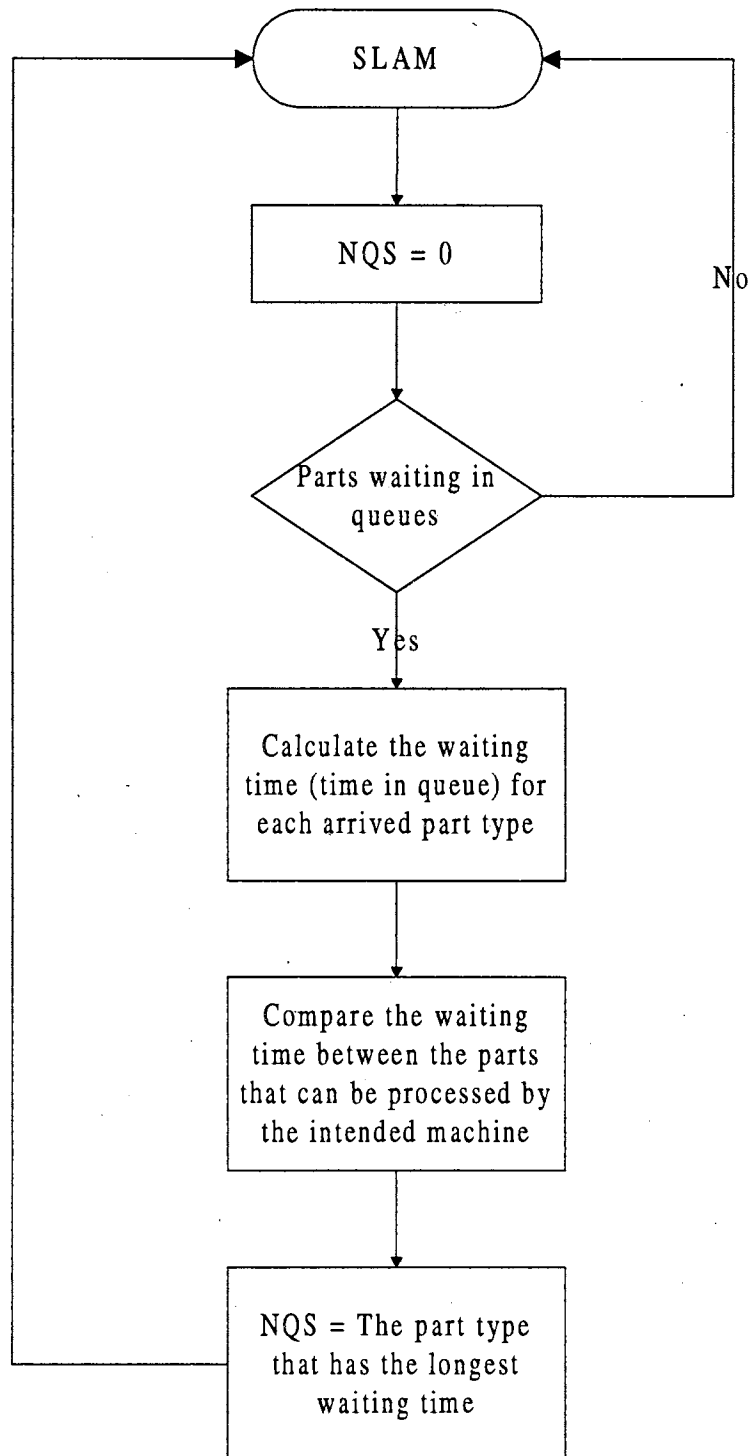 SLAM
NQS = 0
No
Parts waiting in
queues
Yes
Calculate the waiting
time (time in queue) for
each arrived part type
Compare the waiting
time between the parts
that can be processed by
the intended machine
NQS = The part type
that has the longest
waiting time